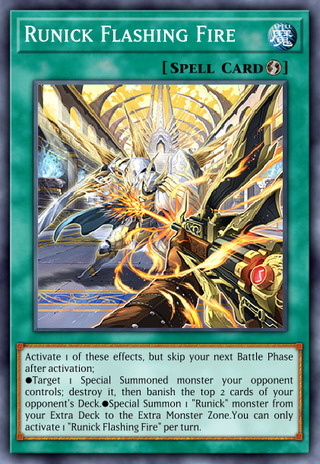 Runick Flashing Fire
魔
[Spell Card]
Activate 1 of these effects, but skip your next Battle Phase
after activation;
●Target 1 Special Summoned monster your opponent
controls; destroy it, then banish the top 2 cards of your
opponent's Deck.●Special Summon 1 "Runick" monster from
your Extra Deck to the Extra Monster Zone.You can only
activate 1 "Runick Flashing Fire" per turn.